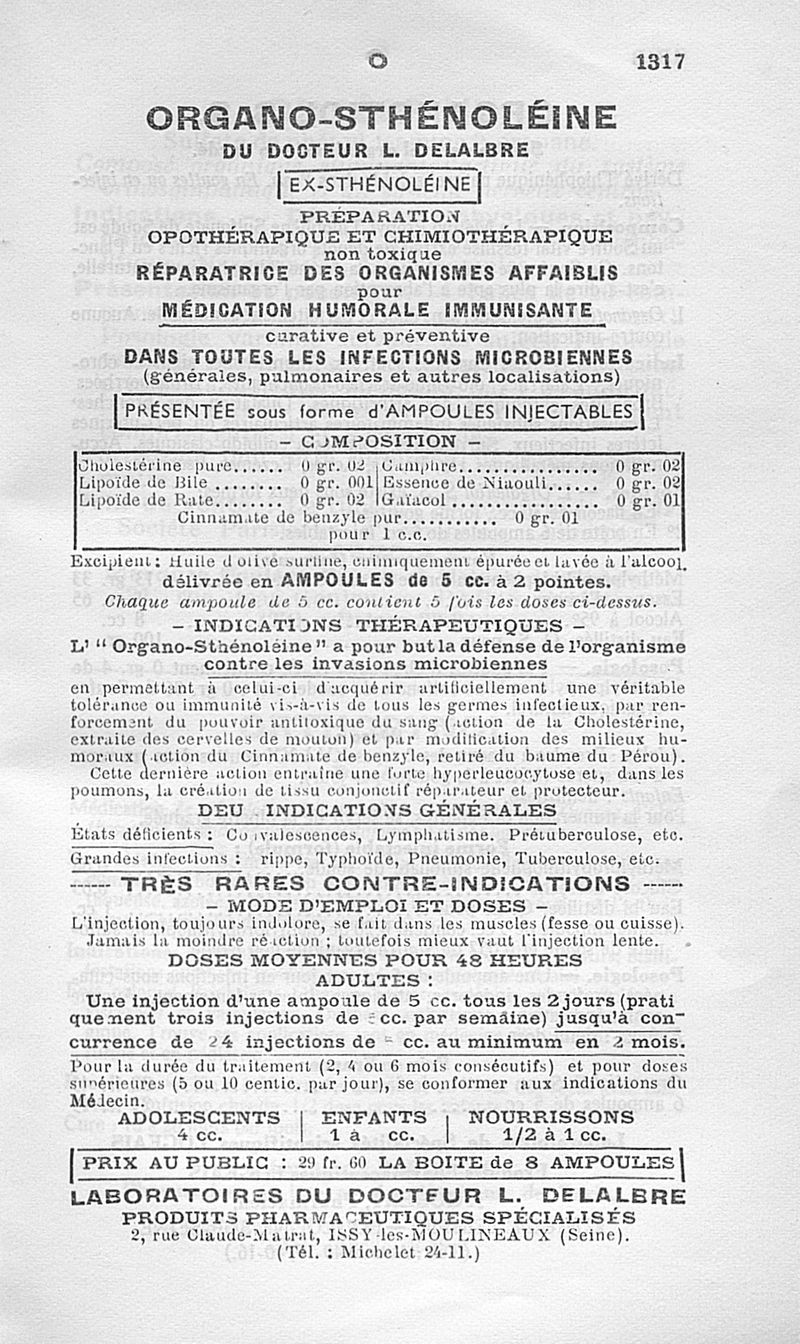 O 1317
ORGANO-STHÉNOLÉINE
DU DOCTEUR L. DELALBRE
EX-STHÉNOLÉINE
PRÉPARATION
OPOTHÉRAPIQUE ET CHIMIOTHÉRAPIQUE
non toxique
RÉPARATRICE DES ORGANISMES AFFAIBLIS
pour
MÉDICATION HUMORALE IMMUNISANTE
curative et préventive
DANS TOUTES LES INFECTIONS MICROBIENNES
(générales, pulmonaires et autres localisations)
PRÉSENTÉE sous forme d'AMPOULES INJECTABLES
– COMPOSITION –
Cholestérine pure...... 0 gr. 02 Camphre................. 0 gr. 02
Lipoïde de Bile ........ 0 gr. 001 Essence de Niaouli...... 0 gr. 02
Lipoïde de Rate........ 0 gr. 02 Gaïacol ................. 0 gr. 01
Cinnamate de benzyle pur............ 0 gr. 01
pour 1 c.c.
Excipient : Huile d'olive surfine, chimiquement épurée et lavée à l'alcool.
délivrée en AMPOULES de 5 cc. à 2 pointes.
Chaque ampoule de 5 cc. contient 5 fois les doses ci-dessus.
– INDICATIONS THÉRAPEUTIQUES –
L' " Organo-Sthénoléine " a pour but la défense de l'organisme
contre les invasions microbiennes
en permettant à celui-ci d'acquérir artificiellement une véritable
tolérance ou immunité vis-à-vis de tous les germes infectieux, par ren-
forcement du pouvoir antitoxique du sang (action de la Cholestérine,
extraite des cervelles de mouton) et par modification des milieux hu-
moraux (action du Cinnamate de benzyle, retiré du baume du Pérou).
Cette dernière action entraîne une forte hyperleucocytose et, dans les
poumons, la création de tissu conjonctif réparateur et protecteur.
DEU INDICATIONS GÉNÉRALES
États déficients : Co valescences, Lymphatisme. Prétuberculose, etc.
Grandes infections : rippe, Typhoïde, Pneumonie, Tuberculose, etc.
------ TRÈS RARES CONTRE-INDICATIONS ------
– MODE D'EMPLOI ET DOSES –
L'injection, toujours indolore, se fait dans les muscles (fesse ou cuisse).
Jamais la moindre réaction ; toutefois mieux vaut l'injection lente.
DOSES MOYENNES POUR 48 HEURES
ADULTES :
Une injection d'une ampoule de 5 cc. tous les 2 jours (prati
quement trois injections de cc. par semaine) jusqu'à con-
currence de 24 injections de cc. au minimum en 2 mois.
Pour la durée du traitement (2, 4 ou 6 mois consécutifs) et pour doses
supérieures (5 ou 10 centic. par jour), se conformer aux indications du
Médecin.
ADOLESCENTS ENFANTS NOURRISSONS
4 cc. 1 à cc. 1/2 à 1 cc.
PRIX AU PUBLIC : 29 fr. 60 LA BOITE de 8 AMPOULES
LABORATOIRES DU DOCTEUR L. DELALBRE
PRODUITS PHARMACEUTIQUES SPÉCIALISÉS
2, rue Claude-Matrat, ISSY-les-MOULINEAUX (Seine).
(Tél. : Michelet 24-11.)